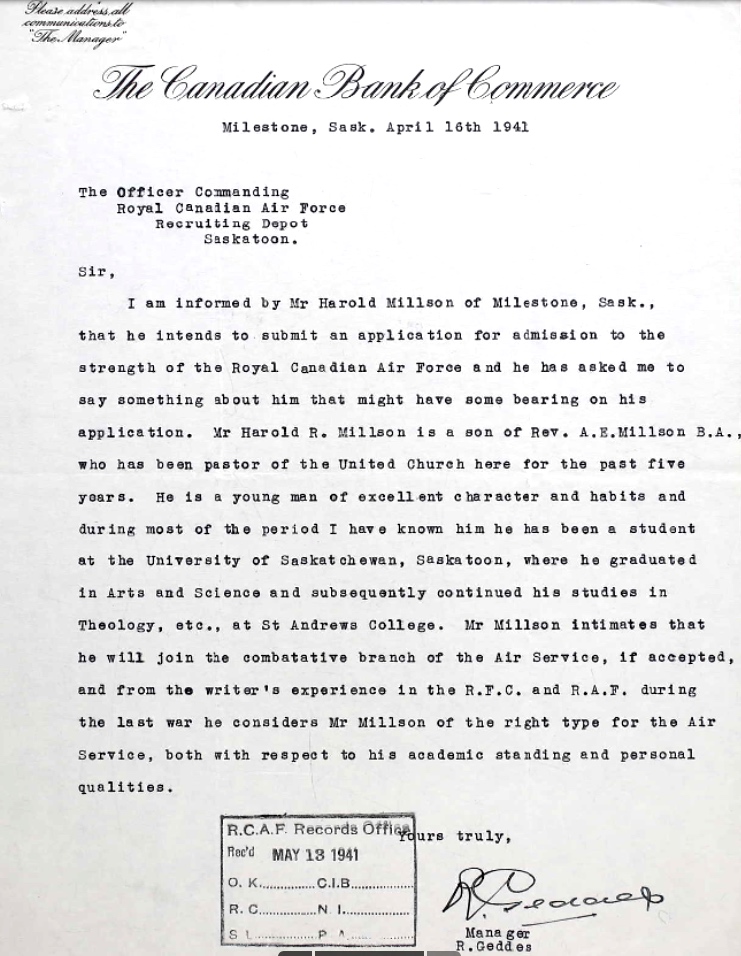 Please address all
communications to
"The Manager"
The Canadian Bank of Commerce
Milestone, Sask. April 16th 1941
The Officer Commanding
Royal Canadian Air Force
Recruiting Depot
Saskatoon.
Sir,
I am informed by Mr Harold Millson of Milestone, Sask.,
that he intends to submit an application for admission to the
strength of the Royal Canadian Air Force and he has asked me to
say something about him that might have some bearing on his
application. Mr Harold R. Millson is a son of Rev. A.E.Millson B.A.,
who has been pastor of the United Church here for the past five
years. He is a young man of excellent character and habits and
during most of the period I have known him he has been a student
at the University of Saskatchewan, Saskatoon, where he graduated
in Arts and Science and subsequently continued his studies in
Theology, etc., at St Andrews College. Mr Millson intimates that
he will join the combatative branch of the Air Service, if accepted,
and from the writer's experience in the R.F.C. and R.A.F. during
the last war he considers Mr Millson of the right type for the Air
Service, both with respect to his academic standing and personal
qualities.
Yours truly,
R.C.A.F. Records Office
Rec'd MAY 13 1941
O. K..............C.I.B...............
R. C..............N. I.................
S L..............P A.................
R. Geddes
Manager
R.Geddes